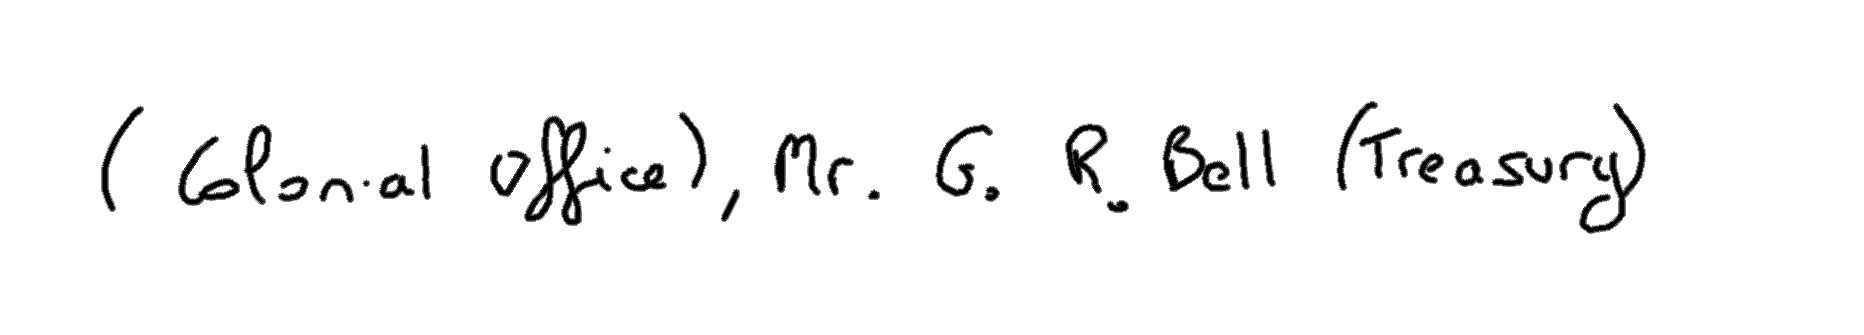 (Colonial Office), Mr. G. R. Bell (Treasury)